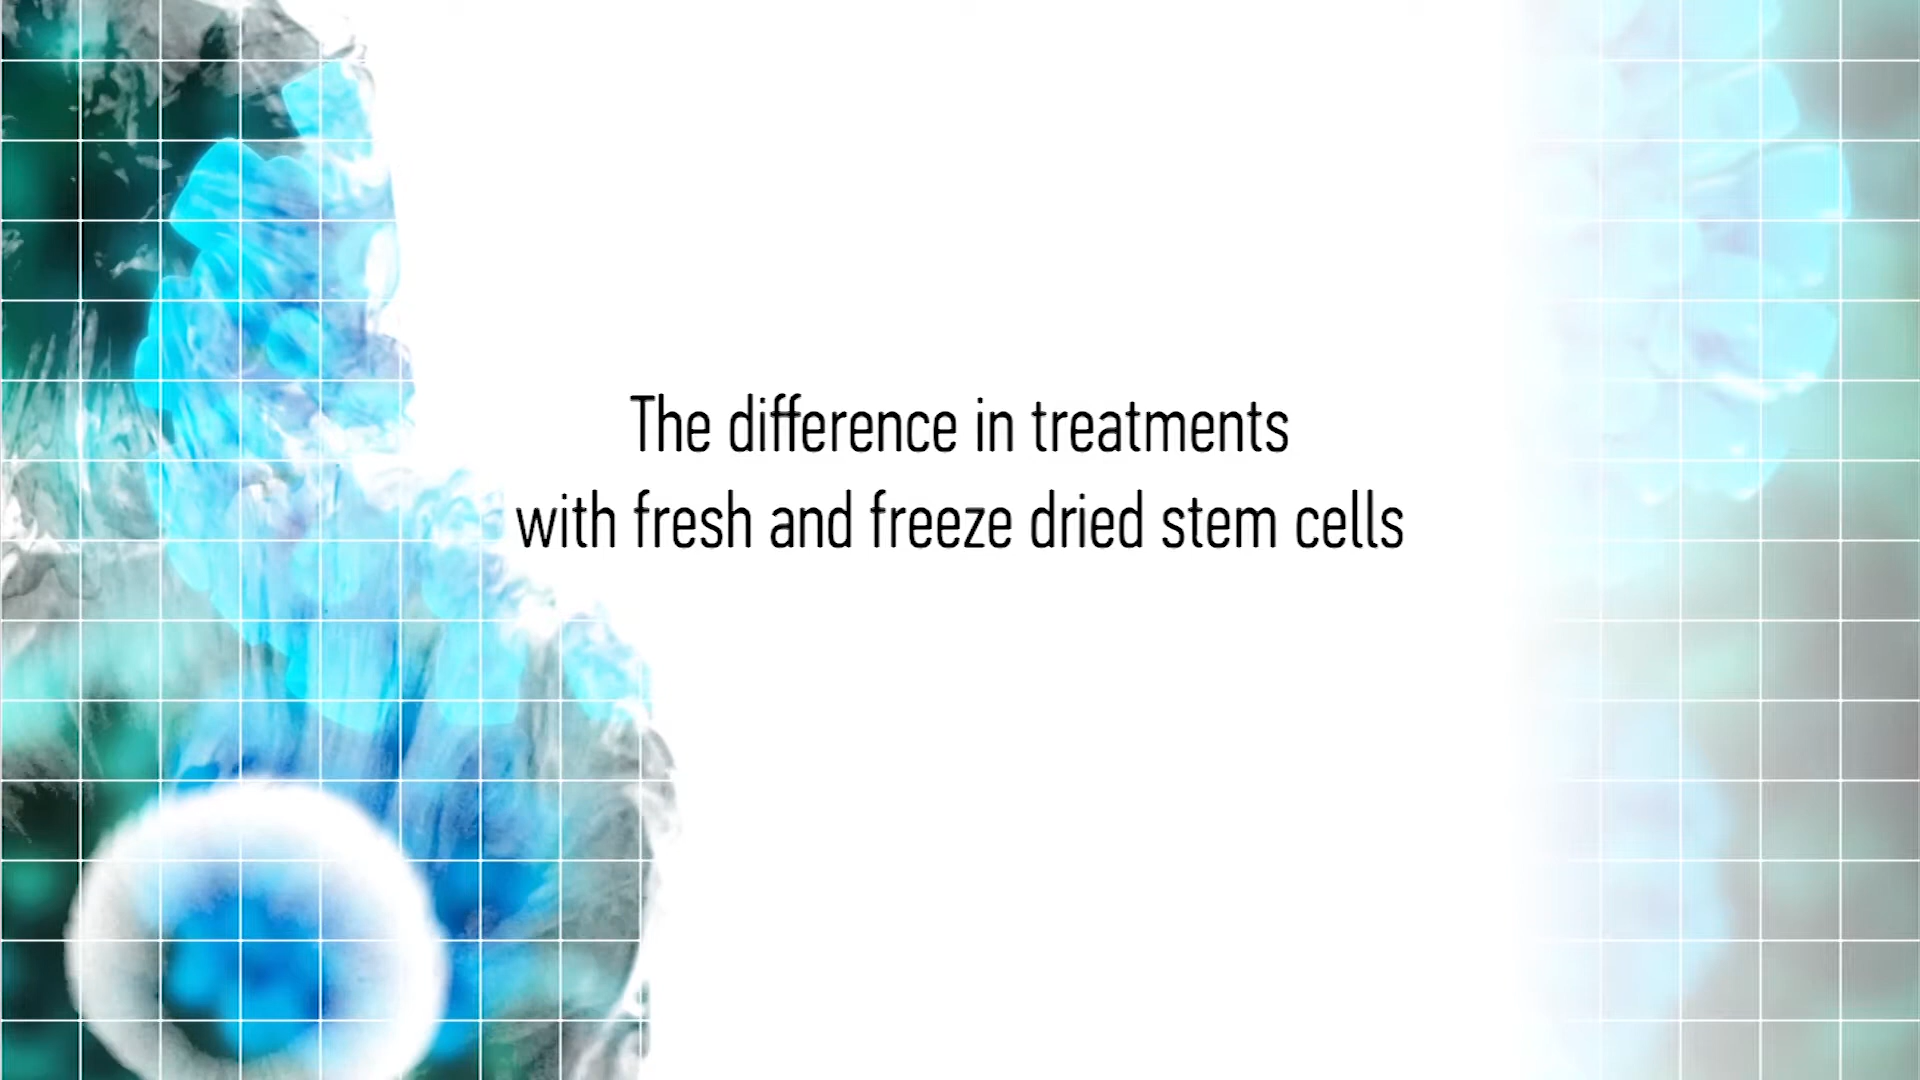 The difference in treatments
with fresh and freeze dried stem cells